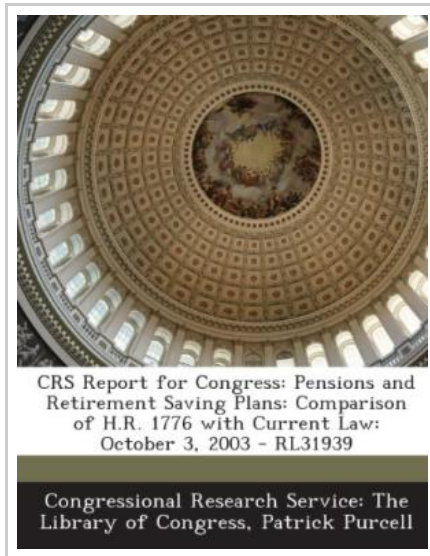 CRS Report for Congress: Pensions and
Retirement Saving Plans: Comparison
of H.R. 1776 with Current Law:
October 3, 2003 - RL31939
Congressional Research Service: The
Library of Congress, Patrick Purcell